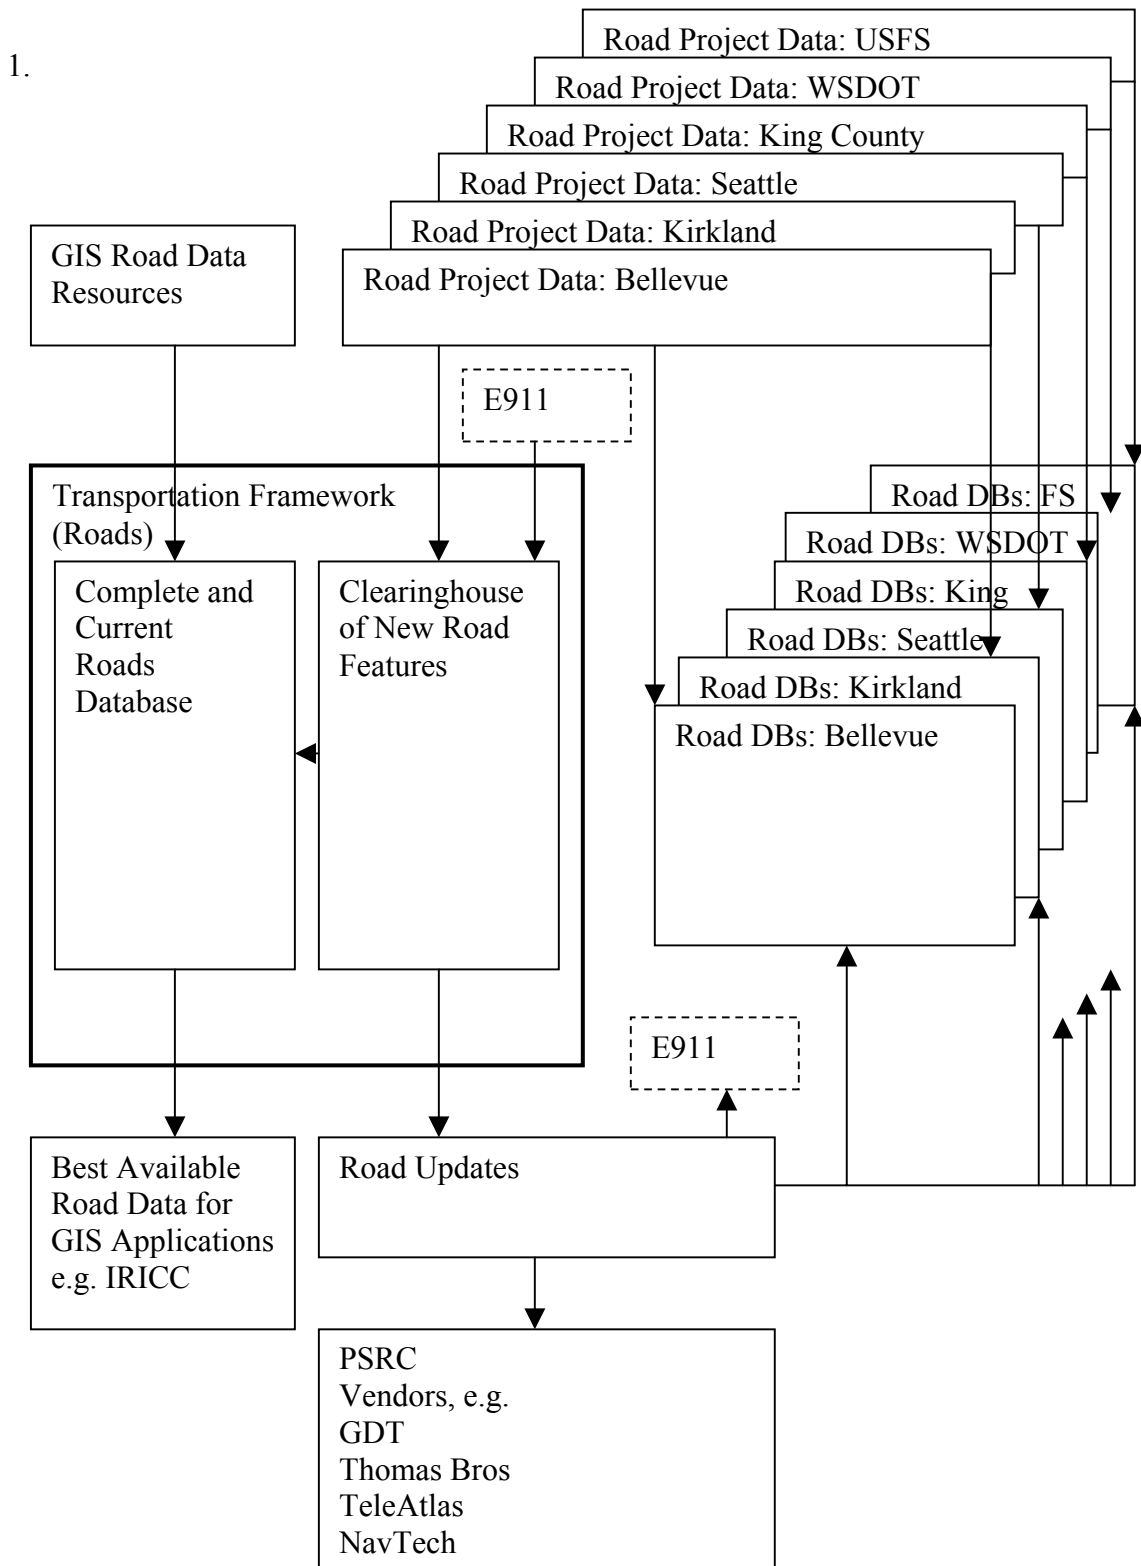 1.
Road Project Data: USFS
Road Project Data: WSDOT
Road Project Data: King County
Road Project Data: Seattle
Road Project Data: Kirkland
Road Project Data: Bellevue
GIS Road Data
Resources
E911
Transportation Framework
(Roads)
Complete and
Current
Roads
Database
Clearinghouse
of New Road
Features
Road DBs: FS
Road DBs: WSDOT
Road DBs: King
Road DBs: Seattle
Road DBs: Kirkland
Road DBs: Bellevue
E911
Best Available
Road Data for
GIS Applications
e.g. IRICC
Road Updates
PSRC
Vendors, e.g.
GDT
Thomas Bros
TeleAtlas
NavTech